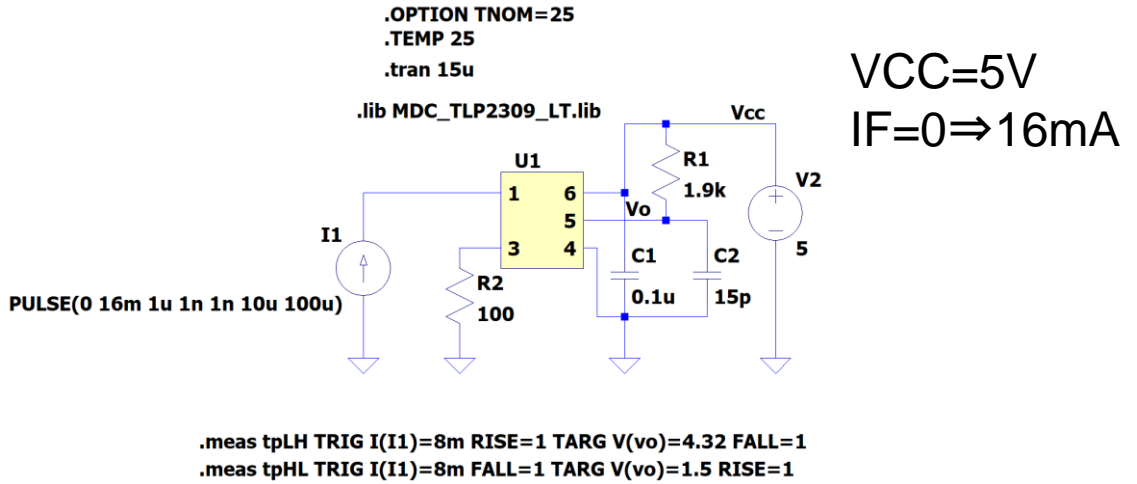 .OPTION TNOM=25
.TEMP 25
.tran 15u
.lib MDC_TLP2309_LT.lib
VCC=5V
IF=0⇒16mA
Vcc
U1
R1
1.9k
V2
1
6
Vo
5
5
I1
3
4
C1
C2
R2
100
0.1u
15p
PULSE(0 16m 1u 1n 1n 10u 100u)
.meas tpLH TRIG I(I1)=8m RISE=1 TARG V(vo)=4.32 FALL=1
.meas tpHL TRIG I(I1)=8m FALL=1 TARG V(vo)=1.5 RISE=1